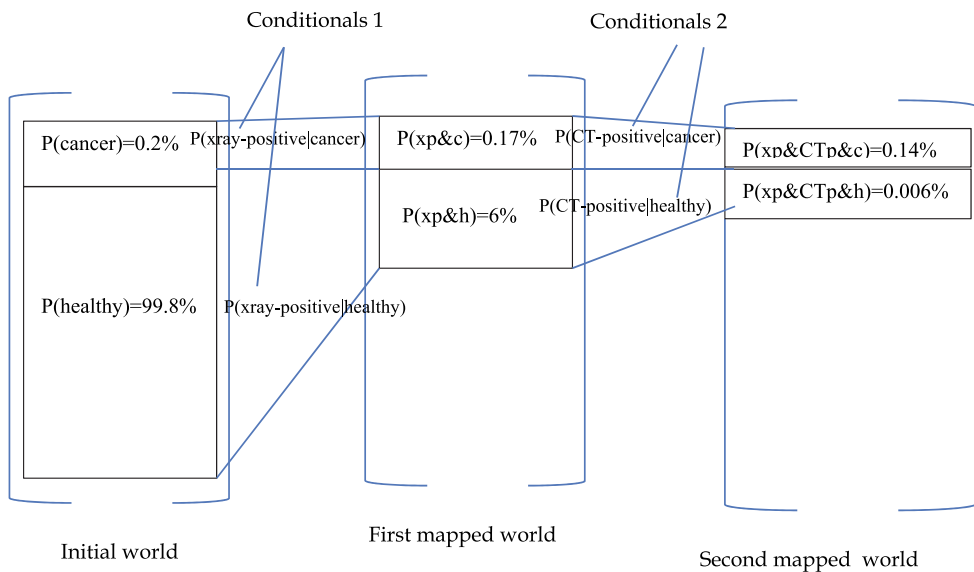 Conditionals 1
Conditionals 2
P(cancer)=0.2%
P(xray-positive|cancer)
P(xp&c)=0.17%
P(CT-positive|cancer)
P(xp&CTp&c)=0.14%
P(xp&h)=6%
P(CT-positive|healthy)
P(xp&CTp&h)=0.006%
P(healthy)=99.8%
P(xray-positive|healthy)
Initial world
First mapped world
Second mapped world